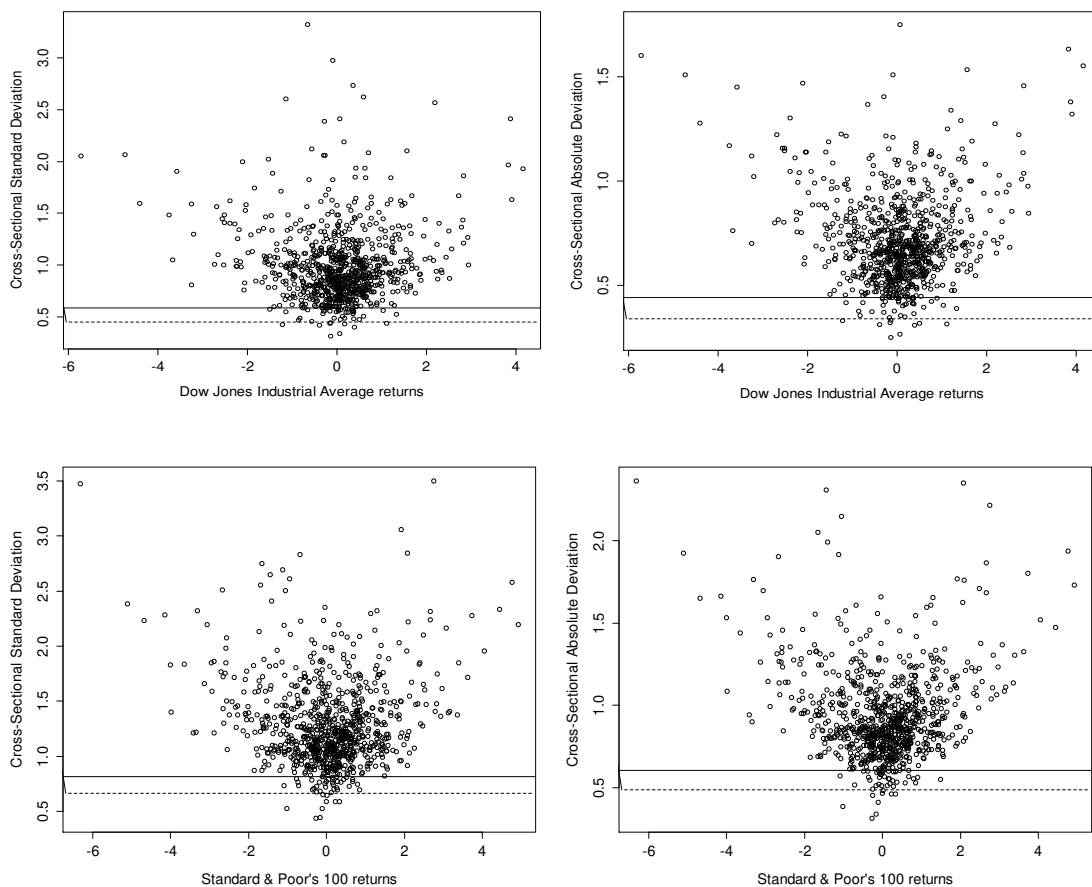 Cross-Sectional Standard Deviation
3.0
2.5
2.0
1.5
1.0
0.5
-6 -4 -2 0 2 4
Dow Jones Industrial Average returns
Cross-Sectional Absolute Deviation
1.5
1.0
0.5
-6 -4 -2 0 2 4
Dow Jones Industrial Average returns
Cross-Sectional Standard Deviation
3.5
3.0
2.5
2.0
1.5
1.0
0.5
-6 -4 -2 0 2 4
Standard & Poor's 100 returns
Cross-Sectional Absolute Deviation
2.0
1.5
1.0
0.5
-6 -4 -2 0 2 4
Standard & Poor's 100 returns